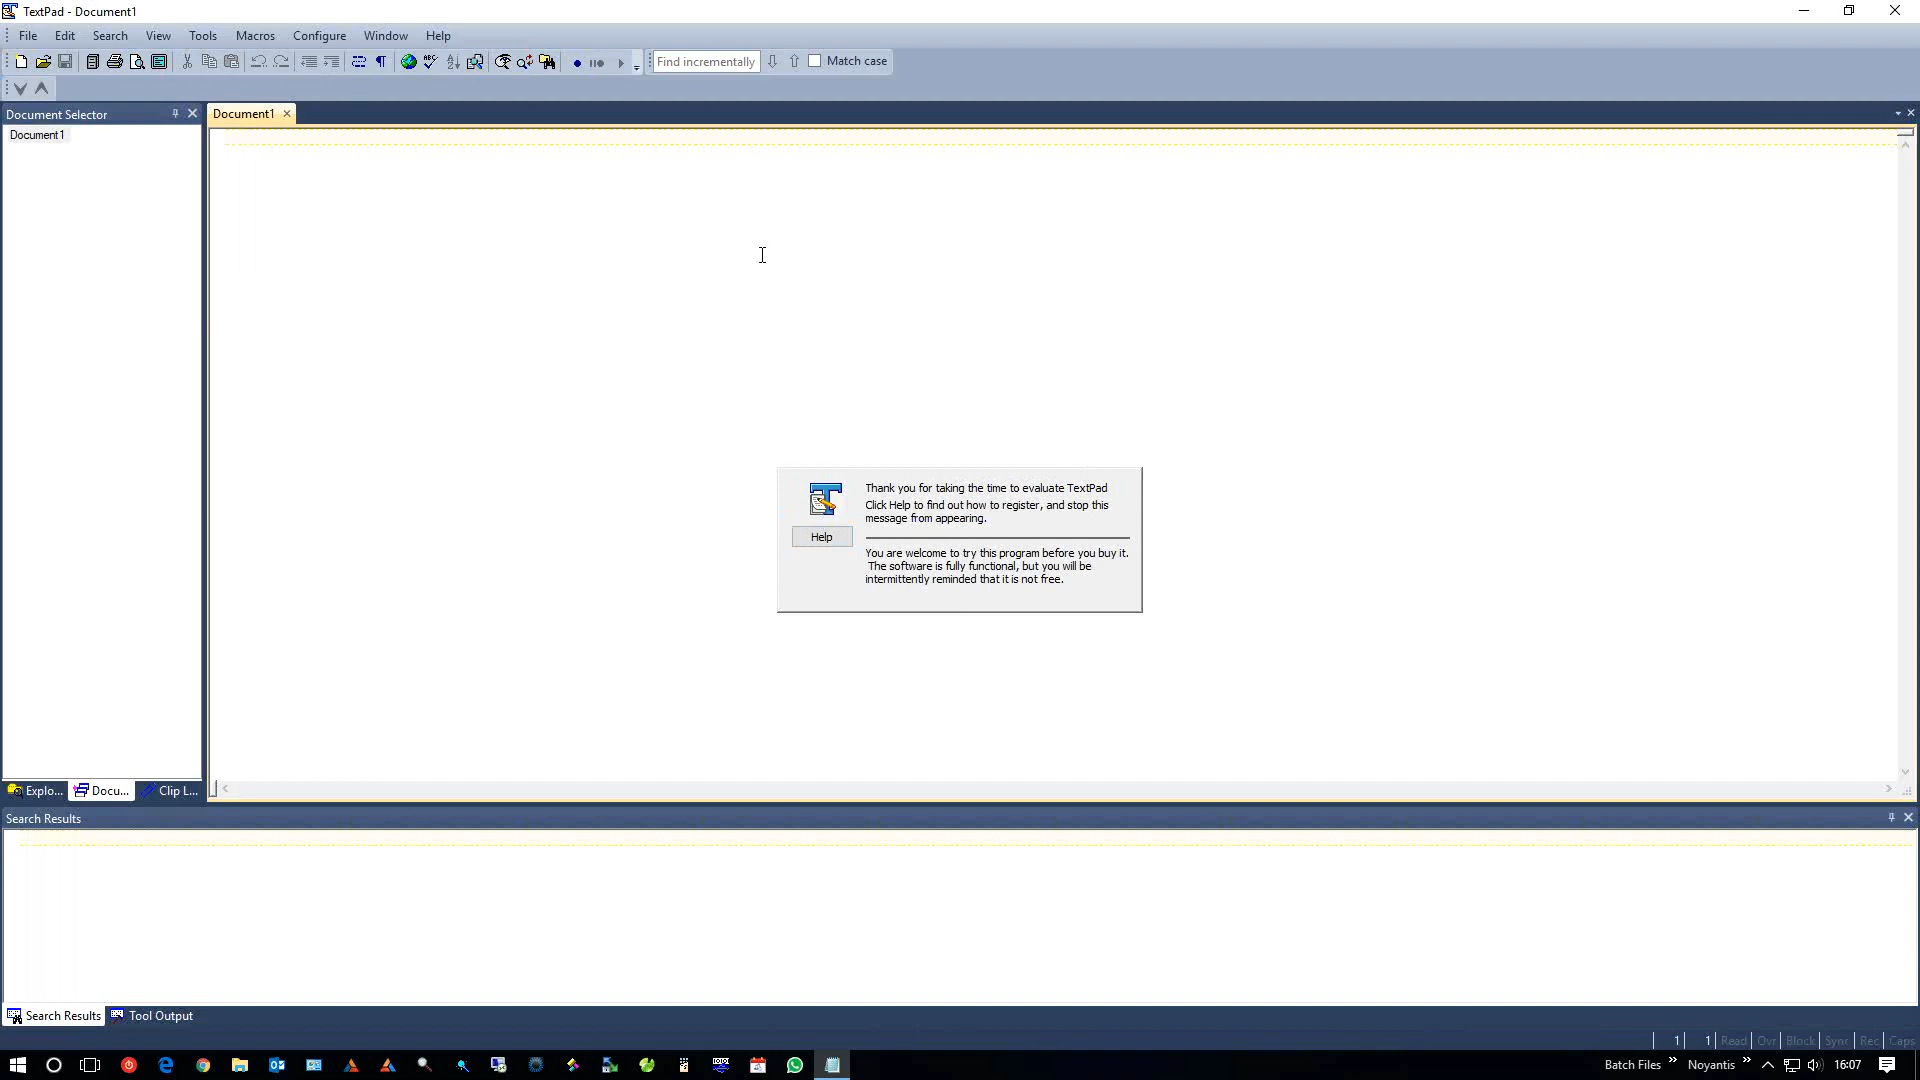 TextPad - Document1
File Edit Search View Tools Macros Configure Window Help
Find incrementally Match case
Document Selector
Document1
Document1
Thank you for taking the time to evaluate TextPad
Click Help to find out how to register, and stop this
message from appearing.
Help
You are welcome to try this program before you buy it.
The software is fully functional, but you will be
intermittently reminded that it is not free.
Explo... Docu... Clip L...
Search Results
Search Results Tool Output
1 1 Read Ovr Block Sync Rec Caps
Batch Files » Noyantis » 16:07